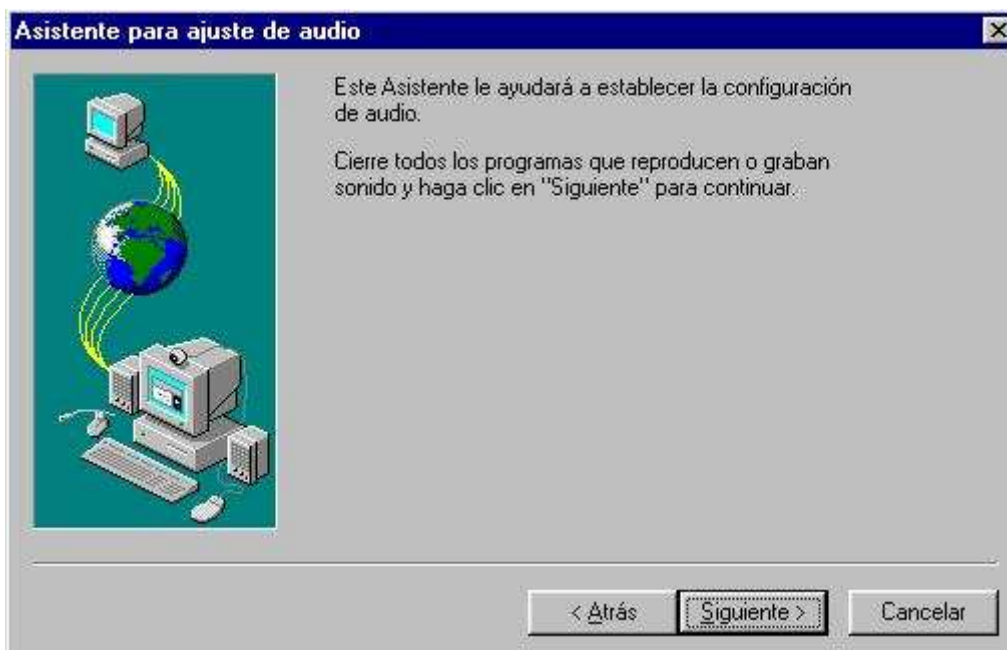 Asistente para ajuste de audio
Este Asistente le ayudará a establecer la configuración
de audio.
Cierre todos los programas que reproducen o graban
sonido y haga clic en "Siguiente" para continuar.
< Atrás
Siguiente >
Cancelar